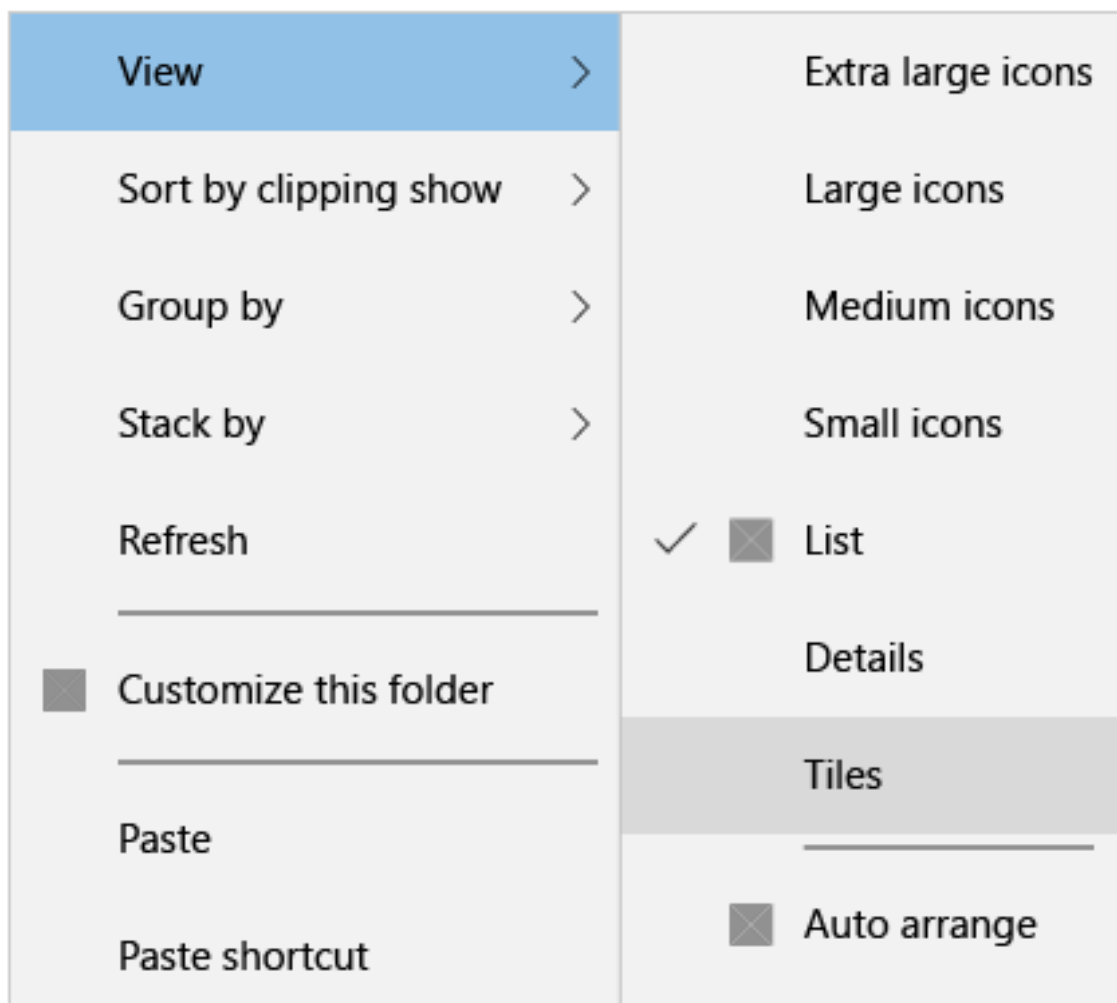 View
Sort by clipping show
Group by
Stack by
Refresh
Customize this folder
Paste
Paste shortcut
Extra large icons
Large icons
Medium icons
Small icons
List
Details
Tiles
Auto arrange